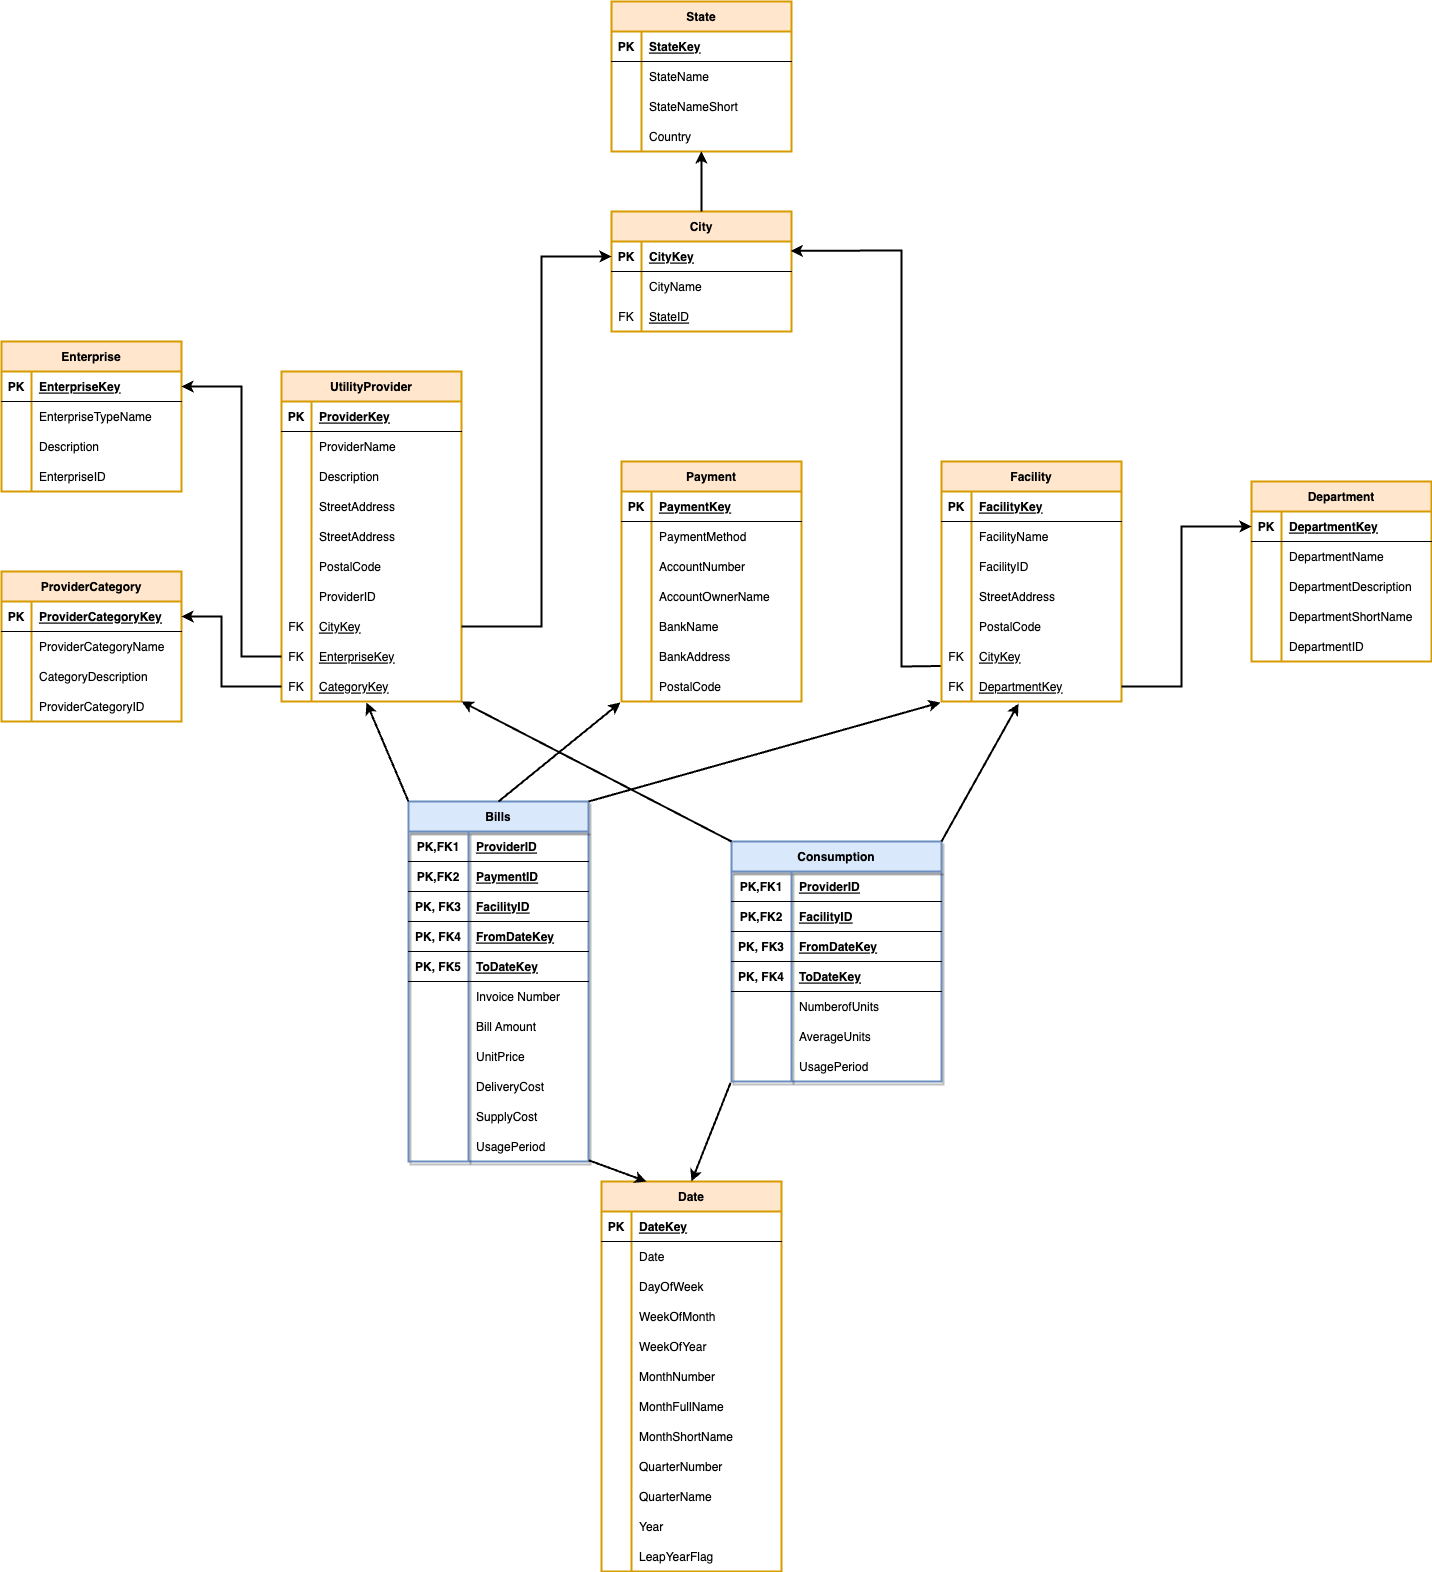 State
PK StateKey
StateName
StateNameShort
Country
City
PK CityKey
CityName
FK StateID
Enterprise
PK EnterpriseKey
EnterpriseTypeName
Description
EnterpriseID
UtilityProvider
PK ProviderKey
ProviderName
Description
StreetAddress
StreetAddress
PostalCode
ProviderID
FK CityKey
FK EnterpriseKey
FK CategoryKey
ProviderCategory
PK ProviderCategoryKey
ProviderCategoryName
CategoryDescription
ProviderCategoryID
Payment
PK PaymentKey
PaymentMethod
AccountNumber
AccountOwnerName
BankName
BankAddress
PostalCode
Facility
PK FacilityKey
FacilityName
FacilityID
StreetAddress
PostalCode
FK CityKey
FK DepartmentKey
Department
PK DepartmentKey
DepartmentName
DepartmentDescription
DepartmentShortName
DepartmentID
Bills
PK,FK1 ProviderID
PK,FK2 PaymentID
PK, FK3 FacilityID
PK, FK4 FromDateKey
PK, FK5 ToDateKey
Invoice Number
Bill Amount
UnitPrice
DeliveryCost
SupplyCost
UsagePeriod
Consumption
PK,FK1 ProviderID
PK,FK2 FacilityID
PK, FK3 FromDateKey
PK, FK4 ToDateKey
NumberofUnits
AverageUnits
UsagePeriod
Date
PK DateKey
Date
DayOfWeek
WeekOfMonth
WeekOfYear
MonthNumber
MonthFullName
MonthShortName
QuarterNumber
QuarterName
Year
LeapYearFlag